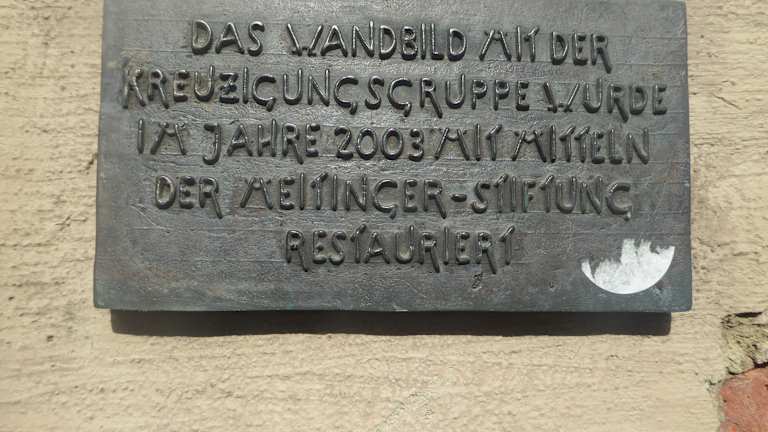 DAS WANDBILD MIT DER
KREUZIGUNGSGRUPPE WURDE
IM JAHRE 2003 MIT MITTELN
DER MEITINGER-STIFTUNG
RESTAURIERT